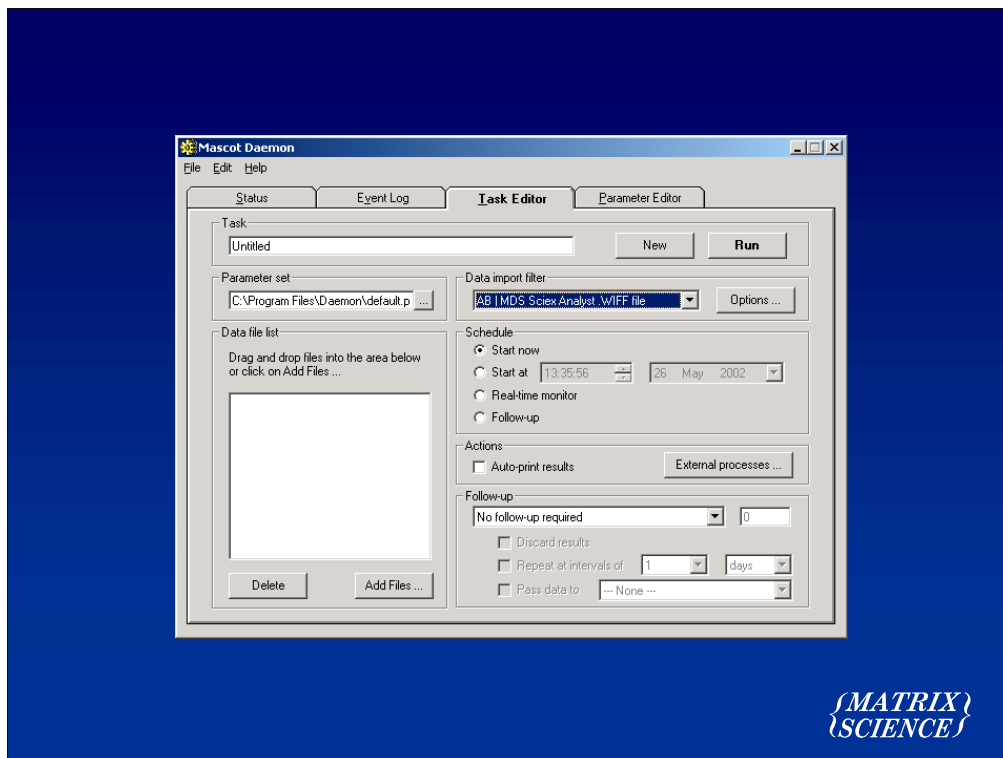 Mascot Daemon
File Edit Help
Status Event Log Task Editor Parameter Editor
Task
Untitled
New Run
Parameter set
C:\Program Files\Daemon\default.p ...
Data import filter
AB | MDS Sciex Analyst .WIFF file
Options ...
Data file list
Drag and drop files into the area below
or click on Add Files ...
Delete Add Files ...
Schedule
Start now
Start at 13:35:56 26 May 2002
Real-time monitor
Follow-up
Actions
Auto-print results
External processes ...
Follow-up
No follow-up required 0
Discard results
Repeat at intervals of 1 days
Pass data to --- None ---
{MATRIX}
{SCIENCE}